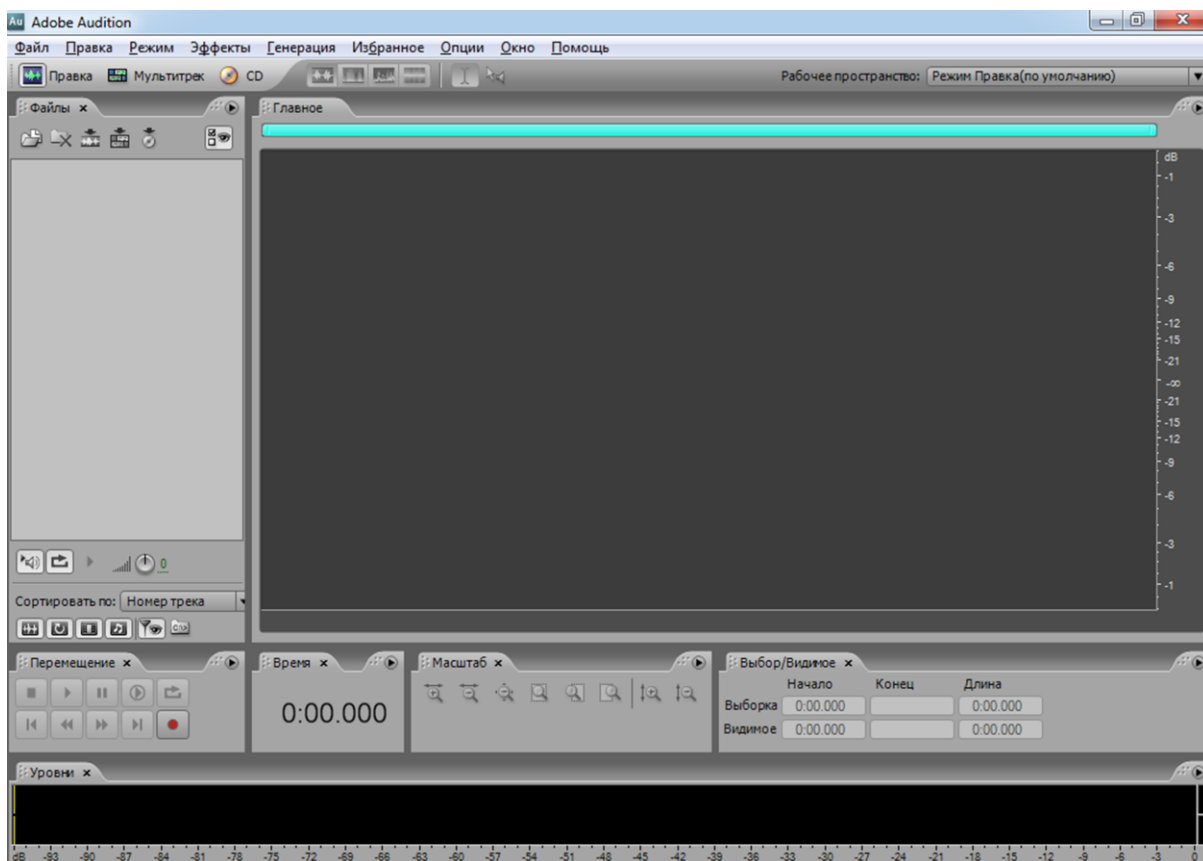 Au Adobe Audition
Файл Правка Режим Эффекты Генерация Избранное Опции Окно Помощь
Правка Мультитрек CD Рабочее пространство: Режим Правка(по умолчанию)
Файлы x
Главное
dB
-1
-3
-6
-9
-12
-15
-21
-∞
-21
-15
-12
-9
-6
-3
-1
0
Сортировать по: Номер трека
Перемещение x
Время x
0:00.000
Масштаб x
Выбор/Видимое x
Начало Конец Длина
Выборка 0:00.000 0:00.000
Видимое 0:00.000 0:00.000
Уровни x
dB -93 -90 -87 -84 -81 -78 -75 -72 -69 -66 -63 -60 -57 -54 -51 -48 -45 -42 -39 -36 -33 -30 -27 -24 -21 -18 -15 -12 -9 -6 -3